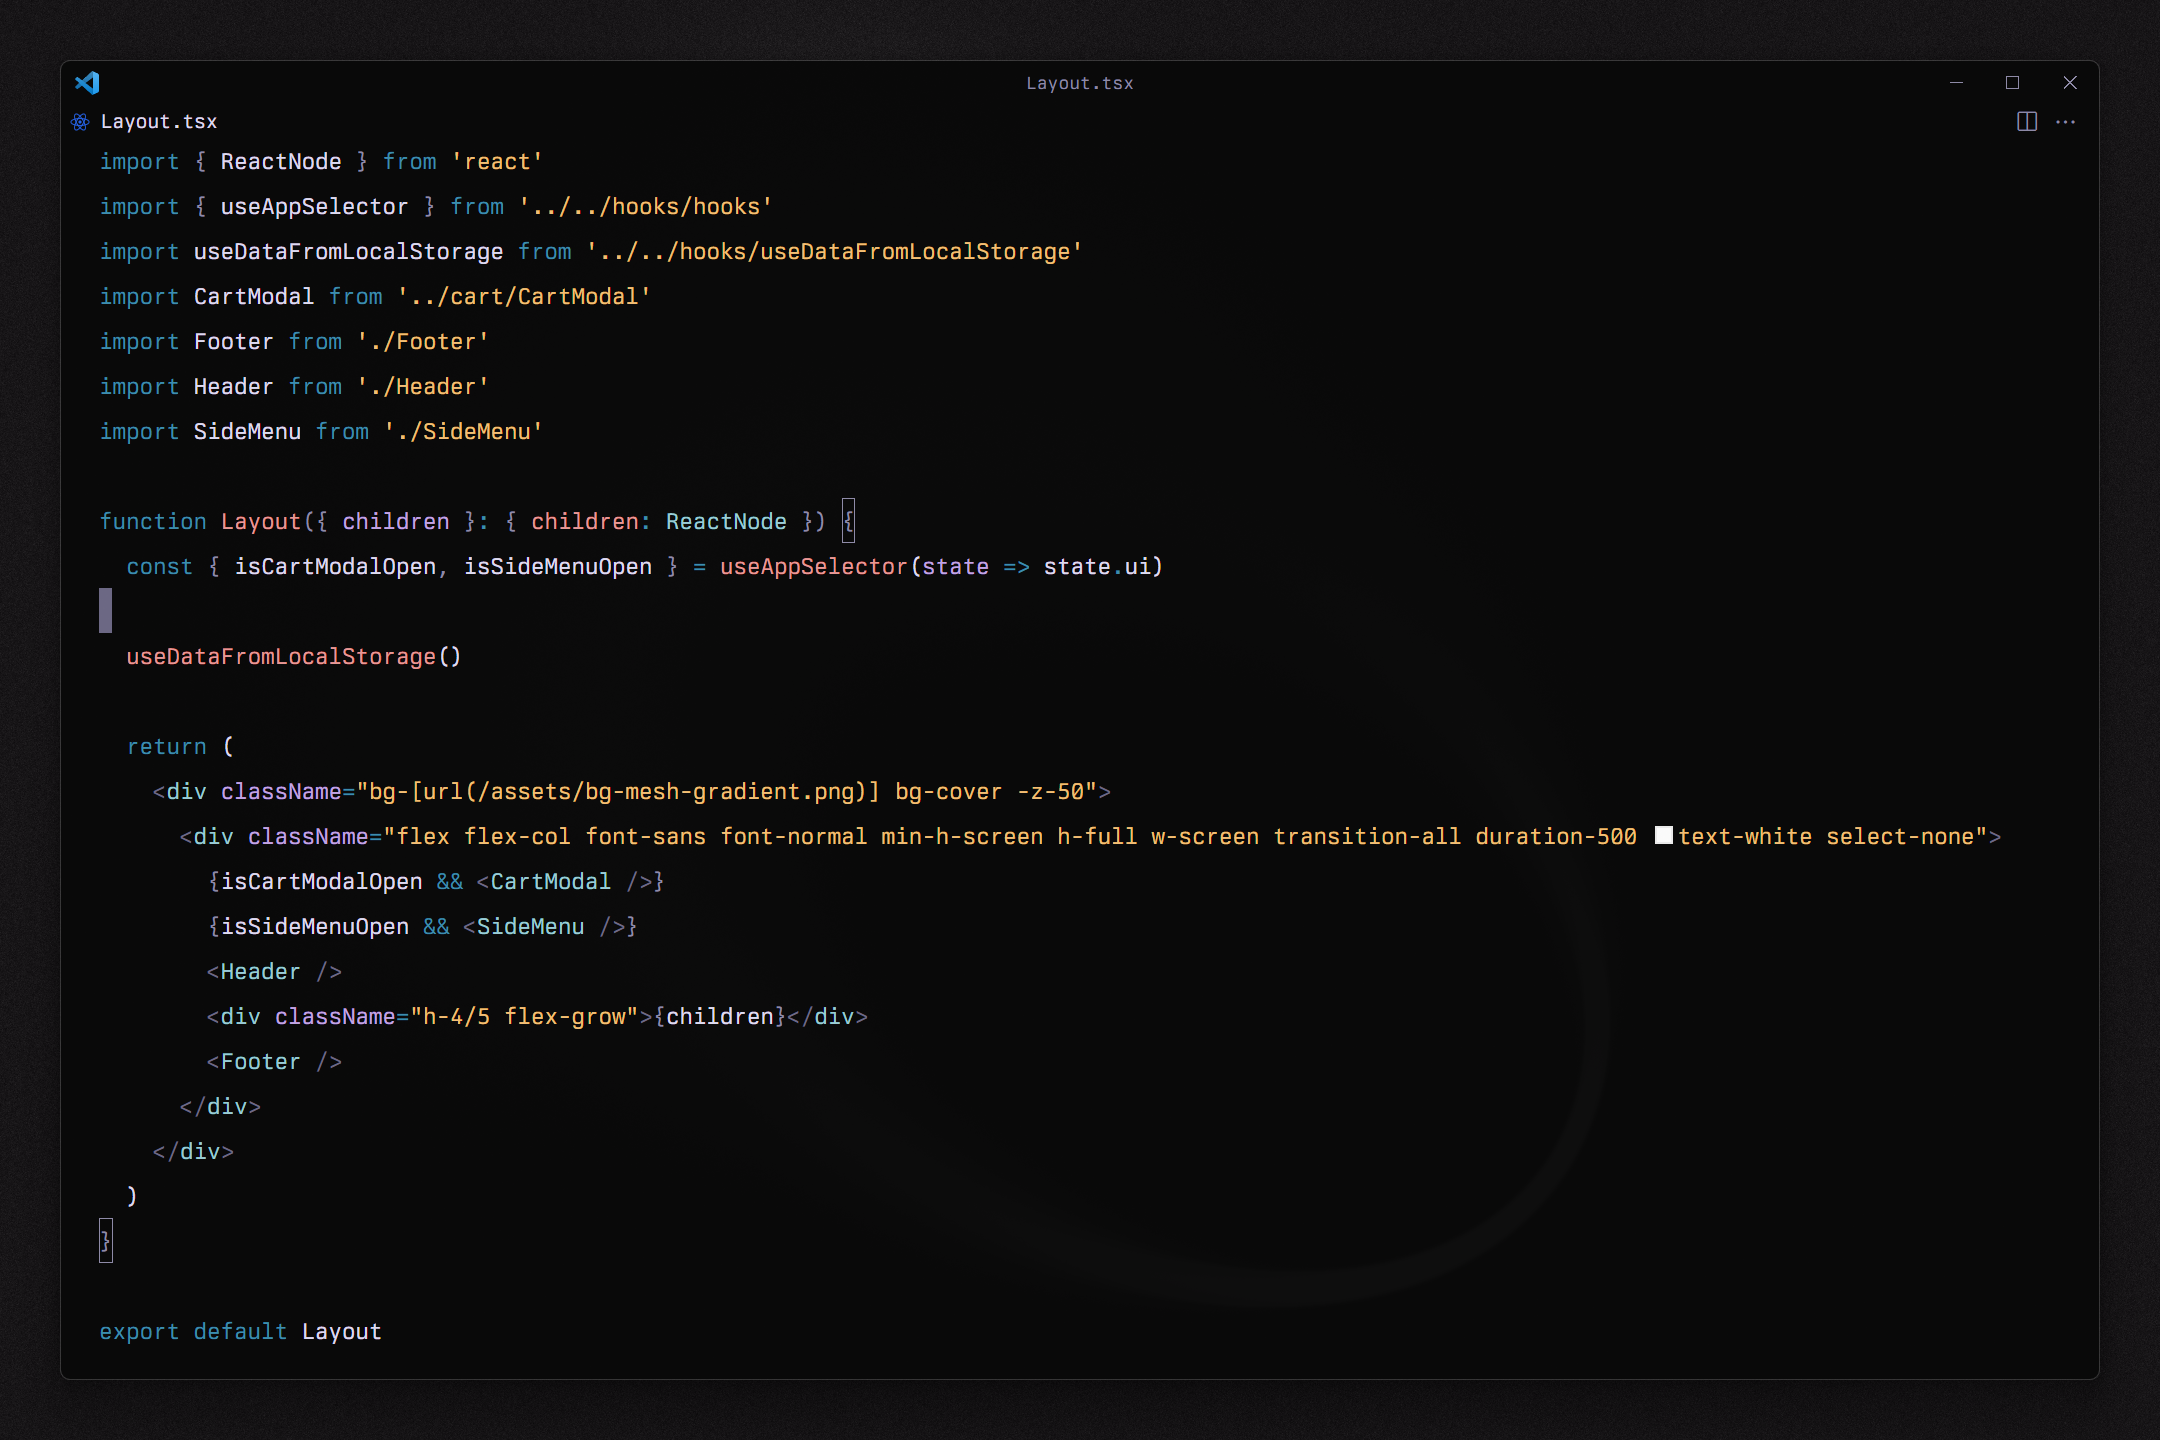 Layout.tsx
Layout.tsx
import { ReactNode } from 'react'
import { useAppSelector } from '../../hooks/hooks'
import useDataFromLocalStorage from '../../hooks/useDataFromLocalStorage'
import CartModal from '../cart/CartModal'
import Footer from './Footer'
import Header from './Header'
import SideMenu from './SideMenu'

function Layout({ children }: { children: ReactNode }) {
  const { isCartModalOpen, isSideMenuOpen } = useAppSelector(state => state.ui)

  useDataFromLocalStorage()

  return (
    <div className="bg-[url(/assets/bg-mesh-gradient.png)] bg-cover -z-50">
      <div className="flex flex-col font-sans font-normal min-h-screen h-full w-screen transition-all duration-500 text-white select-none">
        {isCartModalOpen && <CartModal />}
        {isSideMenuOpen && <SideMenu />}
        <Header />
        <div className="h-4/5 flex-grow">{children}</div>
        <Footer />
      </div>
    </div>
  )
}

export default Layout